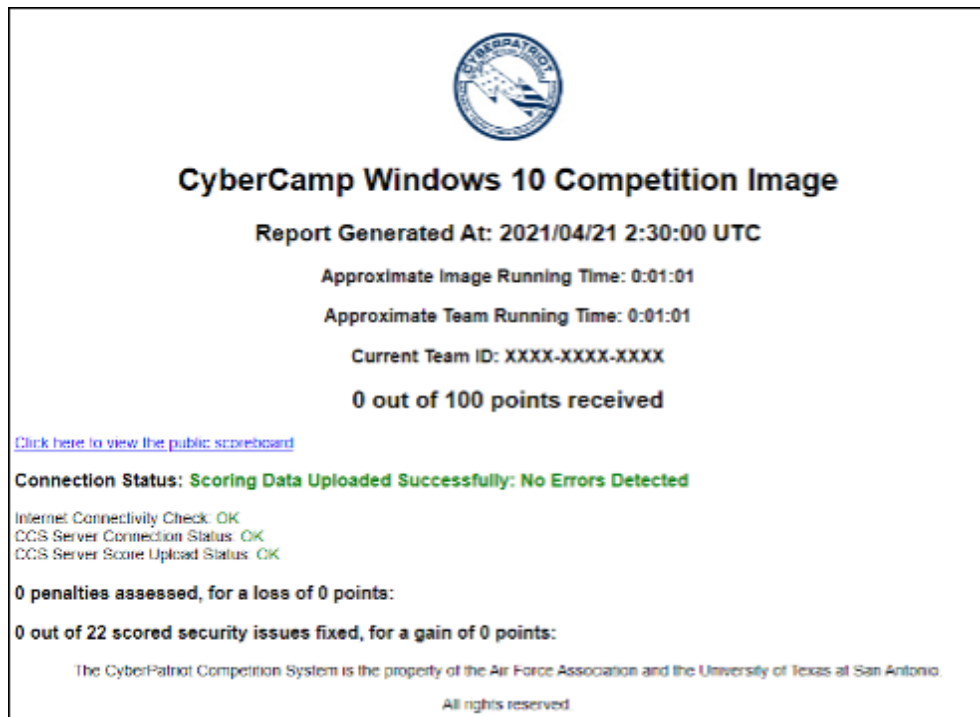 CYBERPATRIOT
CyberCamp Windows 10 Competition Image
Report Generated At: 2021/04/21 2:30:00 UTC
Approximate Image Running Time: 0:01:01
Approximate Team Running Time: 0:01:01
Current Team ID: XXXX-XXXX-XXXX
0 out of 100 points received
Click here to view the public scoreboard
Connection Status: Scoring Data Uploaded Successfully: No Errors Detected
Internet Connectivity Check: OK
CCS Server Connection Status: OK
CCS Server Score Upload Status: OK
0 penalties assessed, for a loss of 0 points:
0 out of 22 scored security issues fixed, for a gain of 0 points:
The CyberPatriot Competition System is the property of the Air Force Association and the University of Texas at San Antonio.
All rights reserved